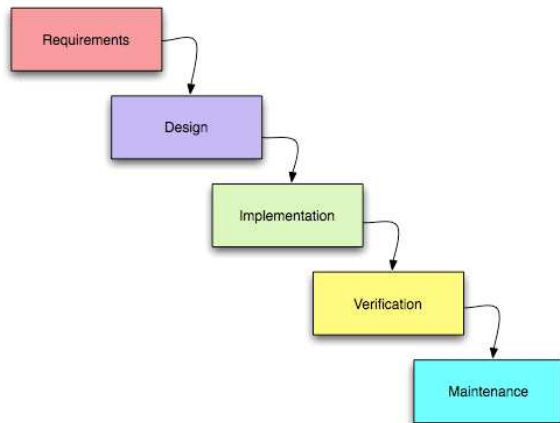 Requirements
Design
Implementation
Verification
Maintenance